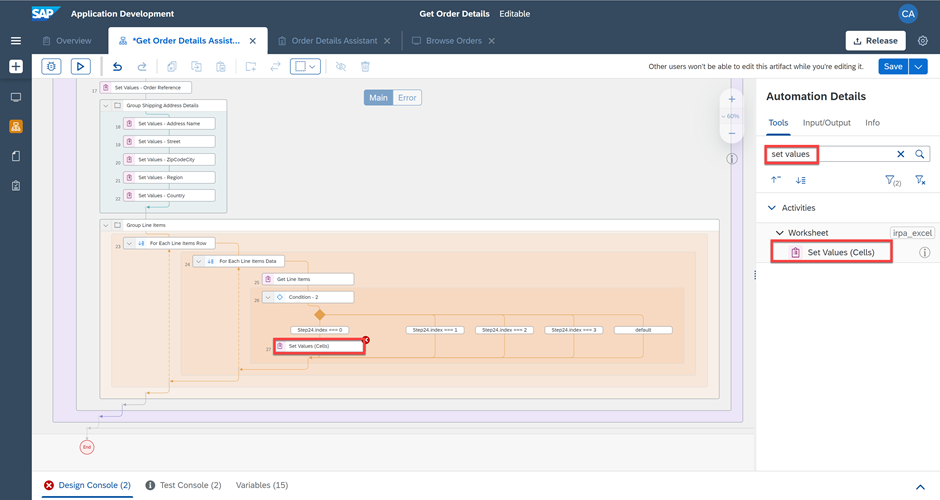 SAP Application Development
Get Order Details Editable
CA
Overview
*Get Order Details Assist...
Order Details Assistant
Browse Orders
Release
Other users won't be able to edit this artifact while you're editing it.
Save
17 Set Values - Order Reference
Main Error
Group Shipping Address Details
18 Set Values - Address Name
19 Set Values - Street
20 Set Values - ZipCodeCity
21 Set Values - Region
22 Set Values - Country
60%
Group Line Items
23 For Each Line Items Row
24 For Each Line Items Data
25 Get Line Items
26 Condition - 2
Step24.index === 0
Step24.index === 1
Step24.index === 2
Step24.index === 3
default
27 Set Values (Cells)
End
Automation Details
Tools Input/Output Info
set values
(2)
Activities
Worksheet irpa_excel
Set Values (Cells)
Design Console (2) Test Console (2) Variables (15)